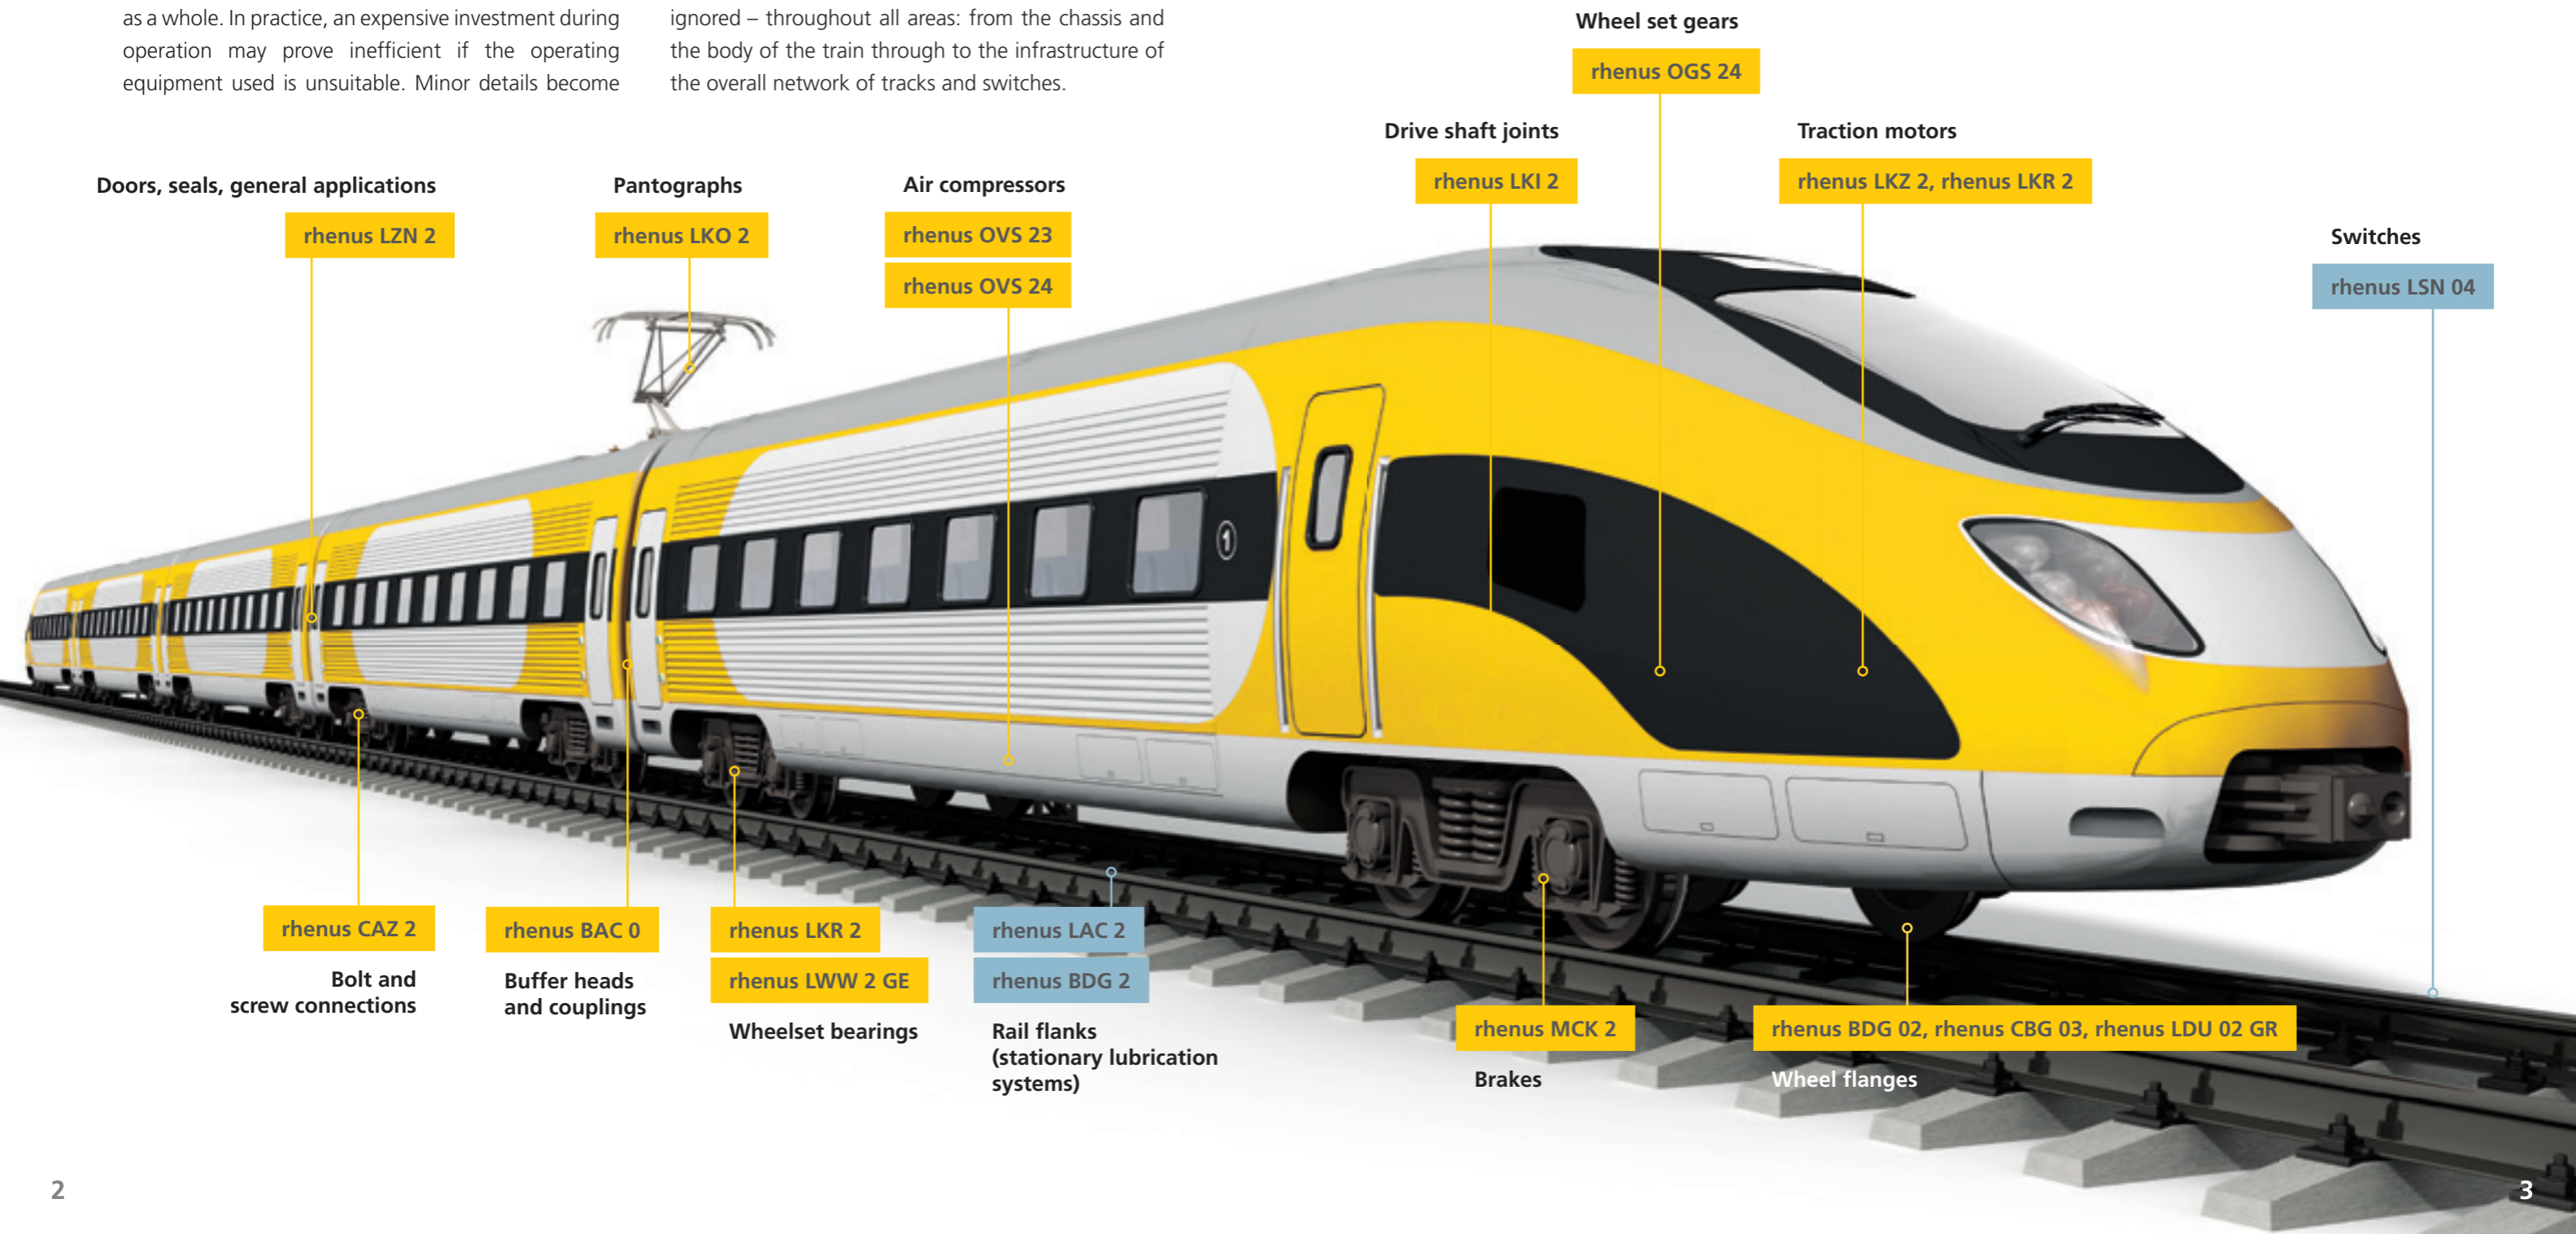 as a whole. In practice, an expensive investment during
operation may prove inefficient if the operating
equipment used is unsuitable. Minor details become
ignored – throughout all areas: from the chassis and
the body of the train through to the infrastructure of
the overall network of tracks and switches.
Wheel set gears
rhenus OGS 24
Drive shaft joints
rhenus LKI 2
Traction motors
rhenus LKZ 2, rhenus LKR 2
Doors, seals, general applications
rhenus LZN 2
Pantographs
rhenus LKO 2
Air compressors
rhenus OVS 23
rhenus OVS 24
Switches
rhenus LSN 04
1
rhenus CAZ 2
Bolt and
screw connections
rhenus BAC 0
Buffer heads
and couplings
rhenus LKR 2
rhenus LWW 2 GE
Wheelset bearings
rhenus LAC 2
rhenus BDG 2
Rail flanks
(stationary lubrication
systems)
rhenus MCK 2
Brakes
rhenus BDG 02, rhenus CBG 03, rhenus LDU 02 GR
Wheel flanges
2
3